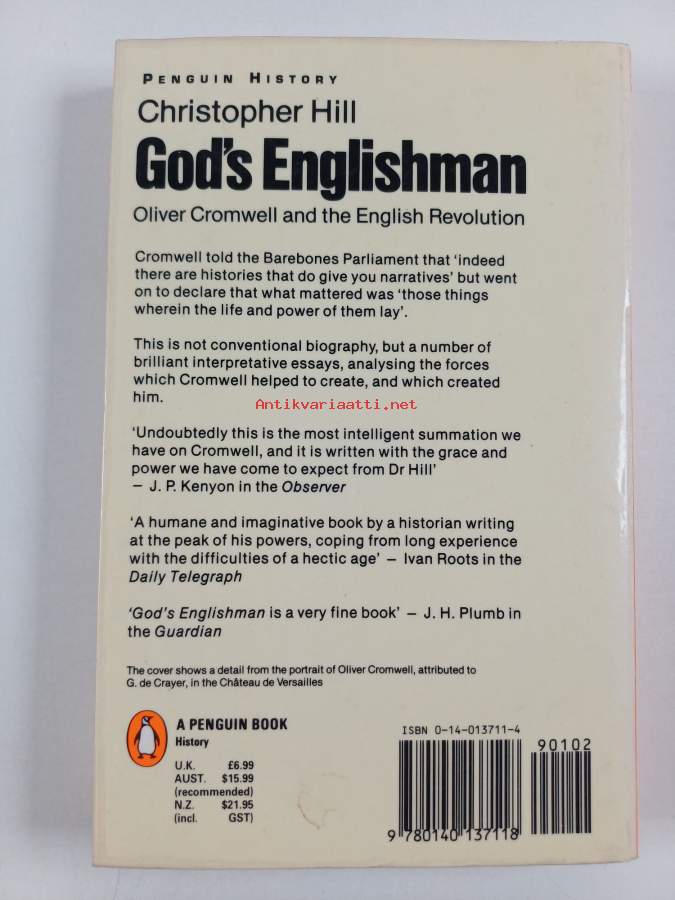 PENGUIN HISTORY
Christopher Hill
God's Englishman
Oliver Cromwell and the English Revolution
Cromwell told the Barebones Parliament that ‘indeed
there are histories that do give you narratives’ but went
on to declare that what mattered was ‘those things
wherein the life and power of them lay’.
This is not conventional biography, but a number of
brilliant interpretative essays, analysing the forces
which Cromwell helped to create, and which created
him.
Antikvariaatti.net
‘Undoubtedly this is the most intelligent summation we
have on Cromwell, and it is written with the grace and
power we have come to expect from Dr Hill’
– J. P. Kenyon in the Observer
‘A humane and imaginative book by a historian writing
at the peak of his powers, coping from long experience
with the difficulties of a hectic age’ – Ivan Roots in the
Daily Telegraph
‘God's Englishman is a very fine book’ – J. H. Plumb in
the Guardian
The cover shows a detail from the portrait of Oliver Cromwell, attributed to
G. de Crayer, in the Château de Versailles
A PENGUIN BOOK
History
U.K. £6.99
AUST. $15.99
(recommended)
N.Z. $21.95
(incl. GST)
ISBN 0-14-013711-4
90102
9 780140 137118